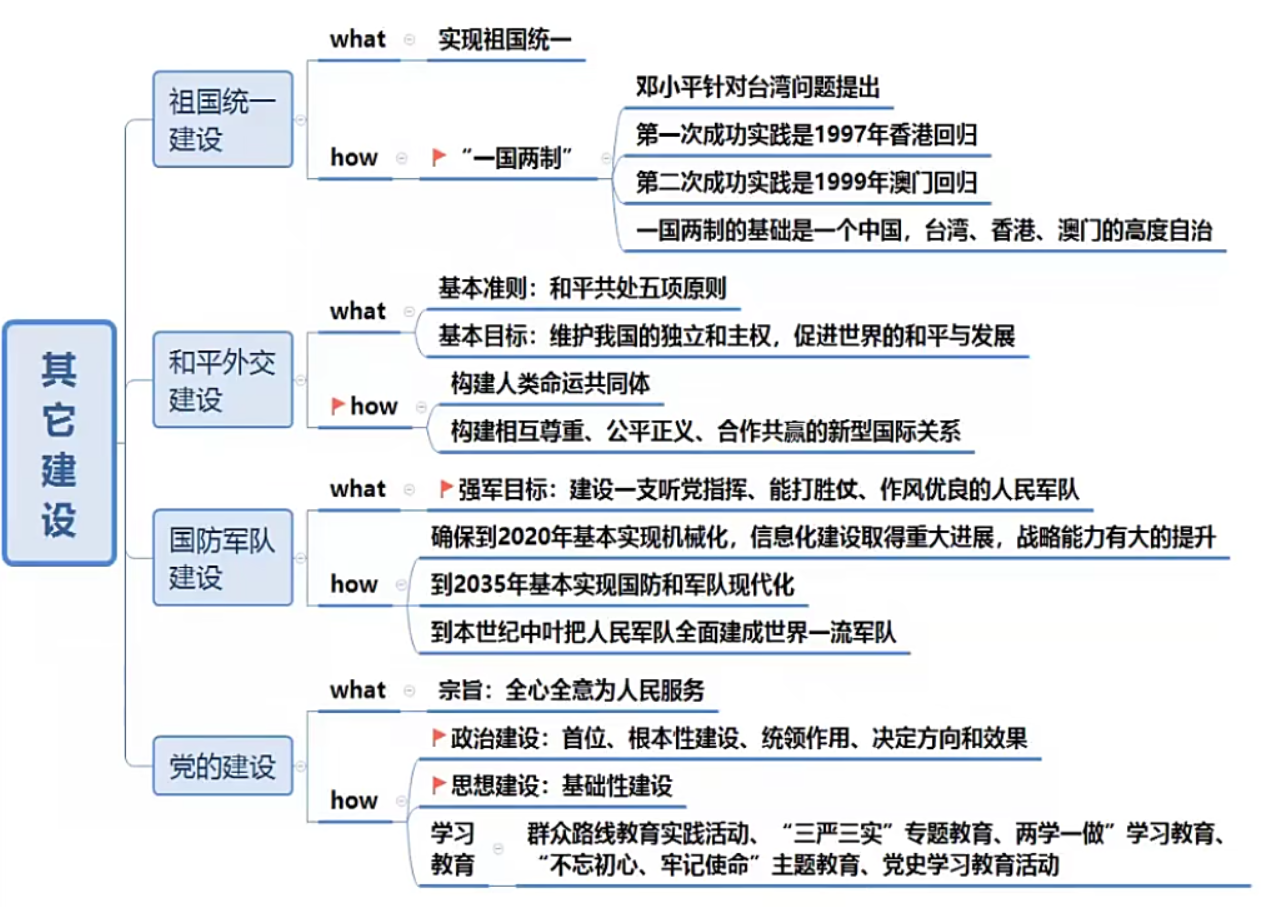 其它建设
祖国统一
建设
what
实现祖国统一
how
“一国两制”
邓小平针对台湾问题提出
第一次成功实践是1997年香港回归
第二次成功实践是1999年澳门回归
一国两制的基础是一个中国，台湾、香港、澳门的高度自治
和平外交
建设
what
基本准则：和平共处五项原则
基本目标：维护我国的独立和主权，促进世界的和平与发展
how
构建人类命运共同体
构建相互尊重、公平正义、合作共赢的新型国际关系
国防军队
建设
what
强军目标：建设一支听党指挥、能打胜仗、作风优良的人民军队
how
确保到2020年基本实现机械化，信息化建设取得重大进展，战略能力有大的提升
到2035年基本实现国防和军队现代化
到本世纪中叶把人民军队全面建成世界一流军队
党的建设
what
宗旨：全心全意为人民服务
how
政治建设：首位、根本性建设、统领作用、决定方向和效果
思想建设：基础性建设
学习
教育
群众路线教育实践活动、“三严三实”专题教育、两学一做”学习教育、
“不忘初心、牢记使命”主题教育、党史学习教育活动